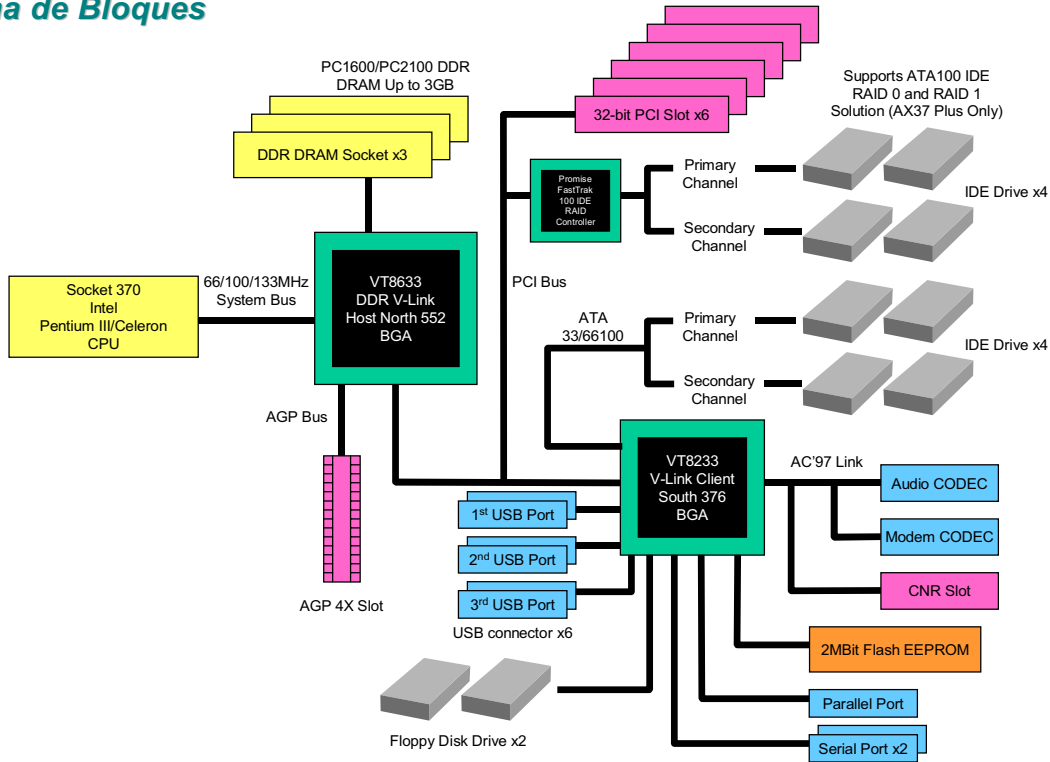 a de Bloques
PC1600/PC2100 DDR
DRAM Up to 3GB
DDR DRAM Socket x3
32-bit PCI Slot x6
Supports ATA100 IDE
RAID 0 and RAID 1
Solution (AX37 Plus Only)
Promise
FastTrak
100 IDE
RAID
Controller
Primary
Channel
Secondary
Channel
IDE Drive x4
Socket 370
Intel
Pentium III/Celeron
CPU
66/100/133MHz
System Bus
VT8633
DDR V-Link
Host North 552
BGA
PCI Bus
ATA
33/66100
Primary
Channel
Secondary
Channel
IDE Drive x4
AGP Bus
AGP 4X Slot
VT8233
V-Link Client
South 376
BGA
AC'97 Link
Audio CODEC
Modem CODEC
CNR Slot
1st USB Port
2nd USB Port
3rd USB Port
USB connector x6
2MBit Flash EEPROM
Parallel Port
Serial Port x2
Floppy Disk Drive x2